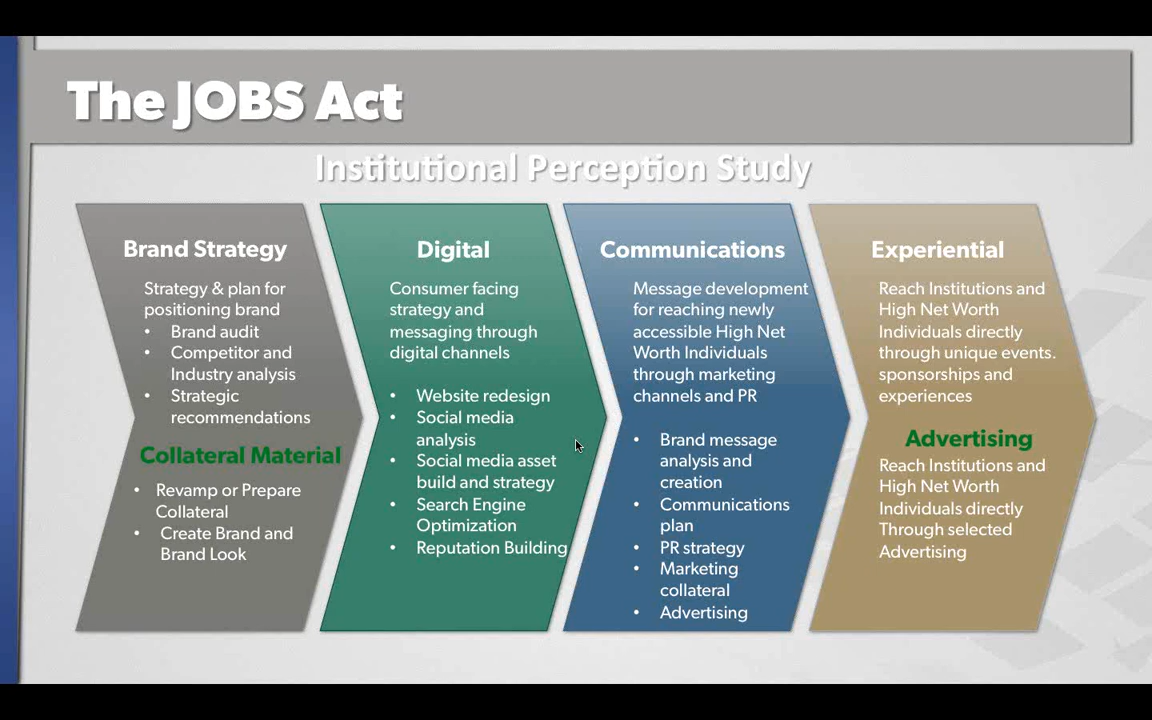 The JOBS Act
Institutional Perception Study
Brand Strategy
Strategy & plan for
positioning brand
• Brand audit
• Competitor and
Industry analysis
• Strategic
recommendations
Collateral Material
• Revamp or Prepare
Collateral
• Create Brand and
Brand Look
Digital
Consumer facing
strategy and
messaging through
digital channels
• Website redesign
• Social media
analysis
• Social media asset
build and strategy
• Search Engine
Optimization
• Reputation Building
Communications
Message development
for reaching newly
accessible High Net
Worth Individuals
through marketing
channels and PR
• Brand message
analysis and
creation
• Communications
plan
• PR strategy
• Marketing
collateral
• Advertising
Experiential
Reach Institutions and
High Net Worth
Individuals directly
through unique events.
sponsorships and
experiences
Advertising
Reach Institutions and
High Net Worth
Individuals directly
Through selected
Advertising